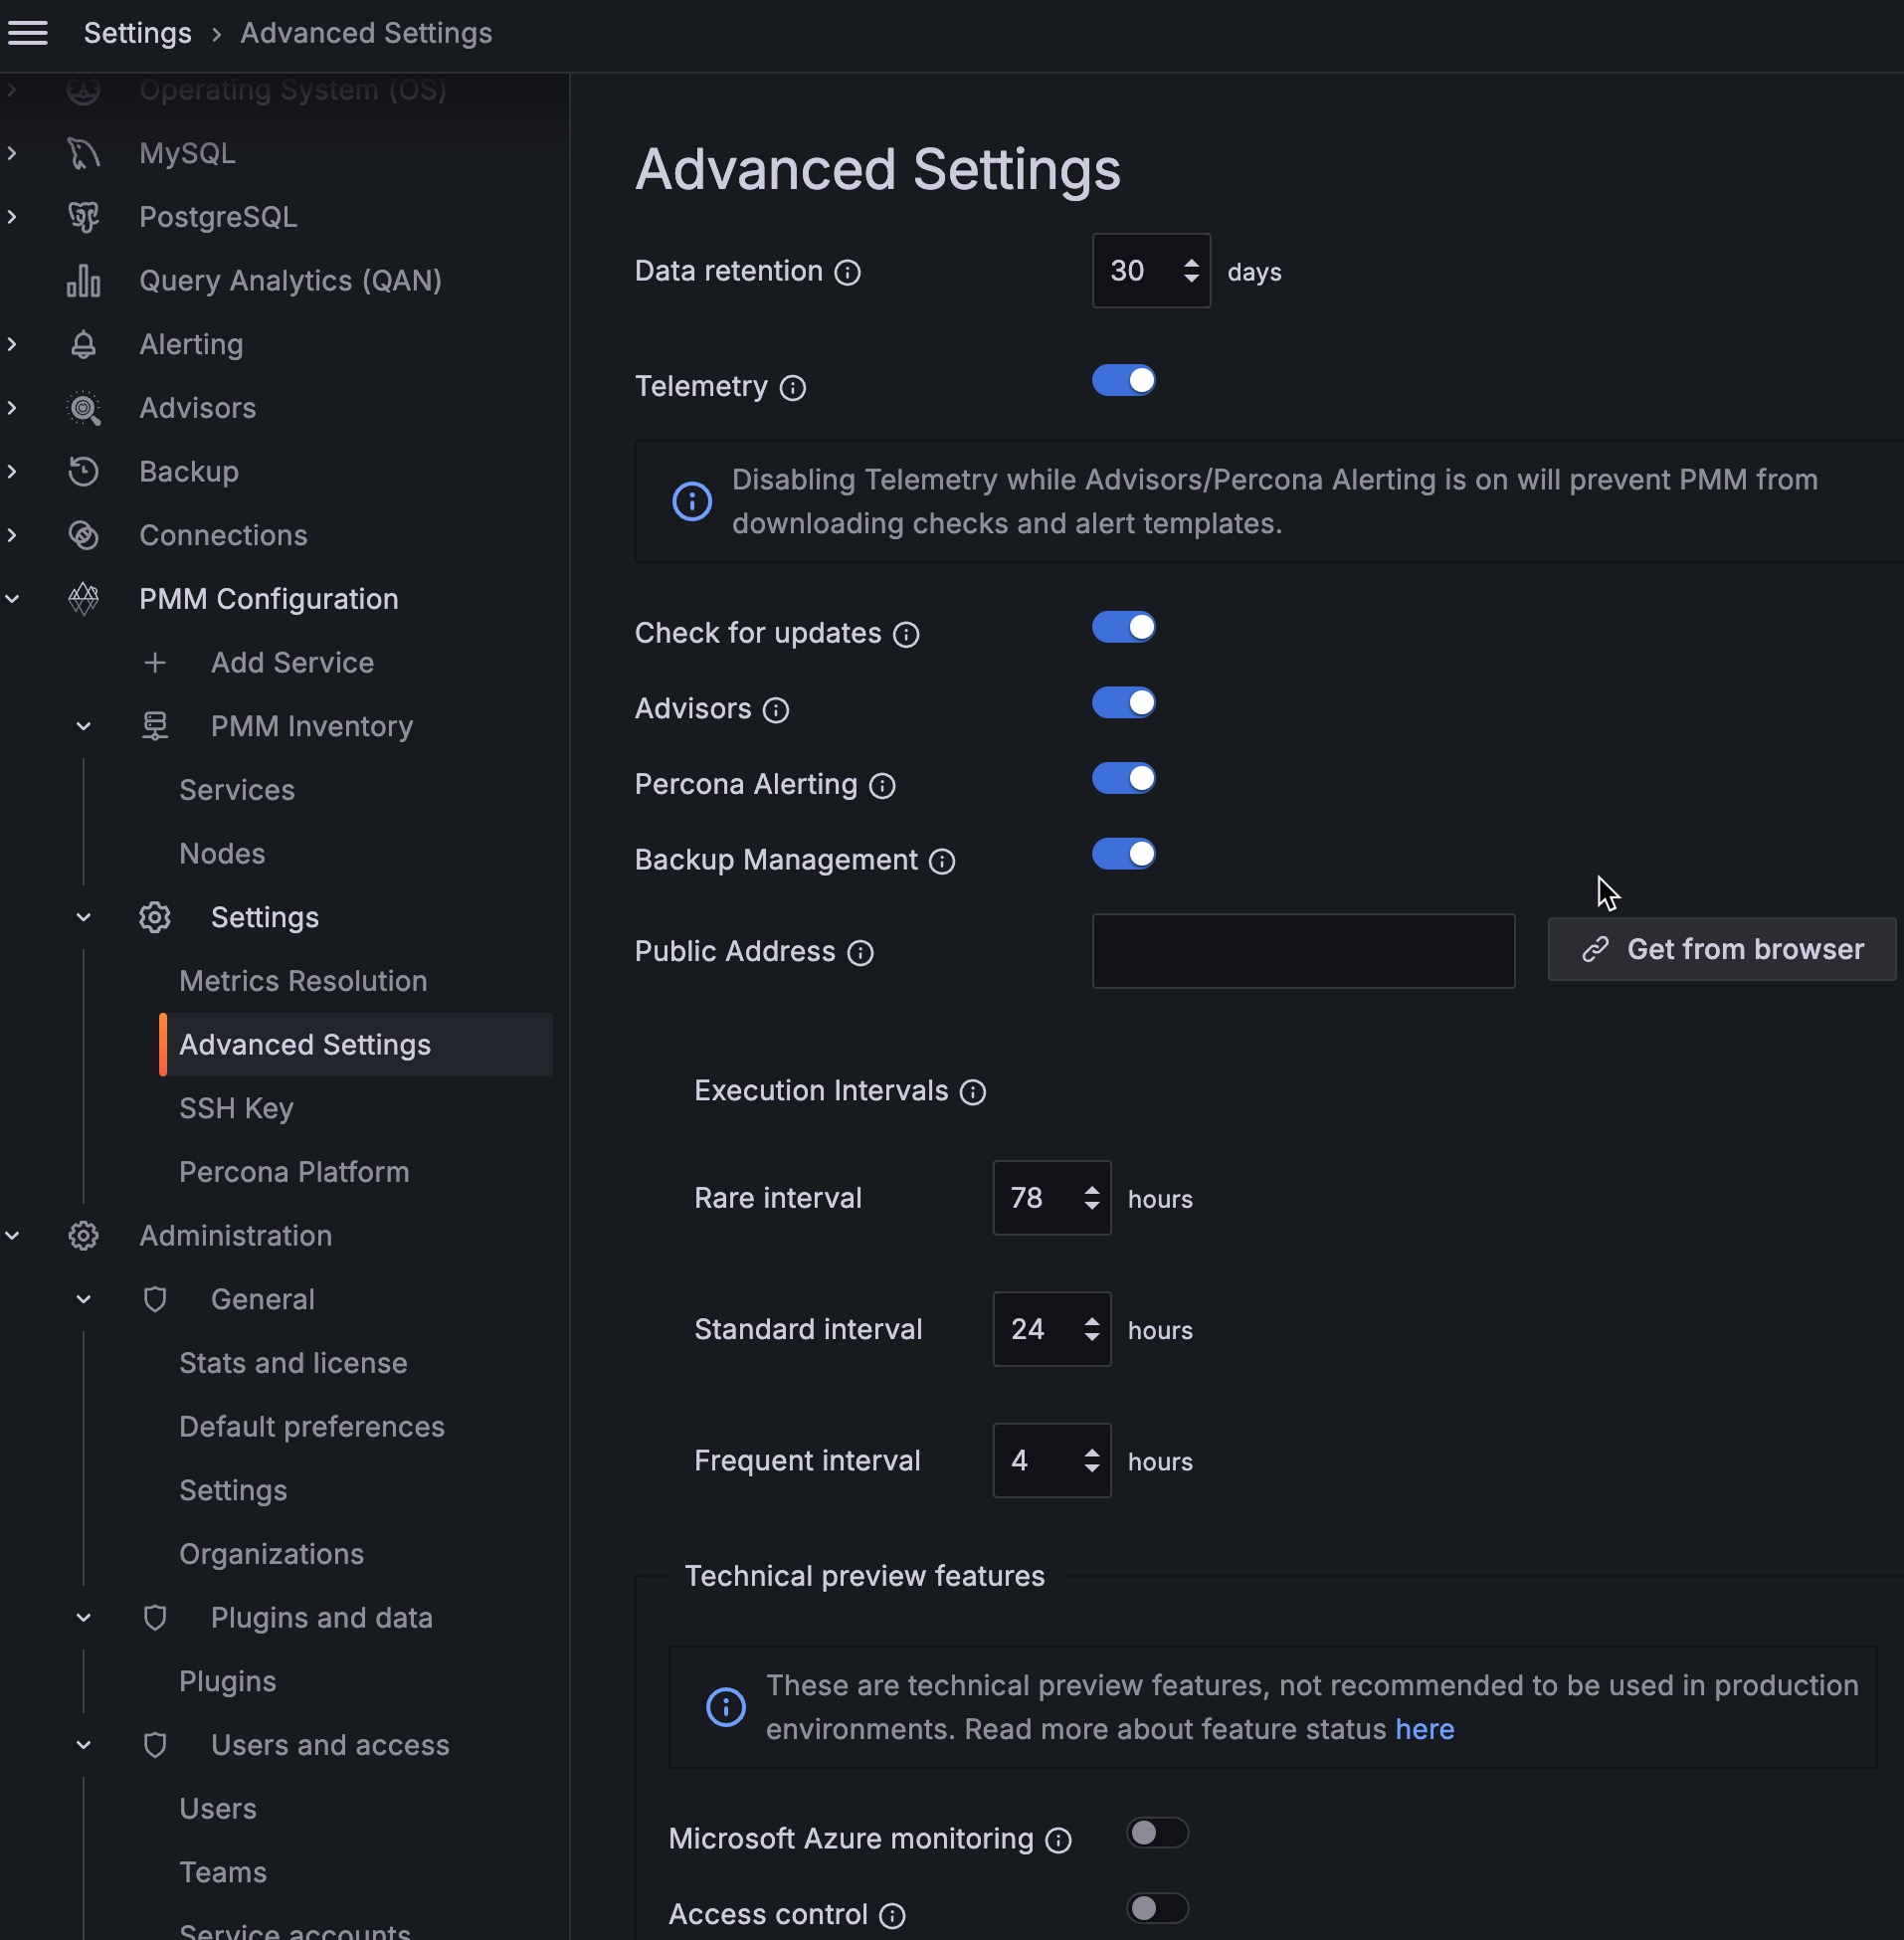 Settings › Advanced Settings
Operating System (OS)
MySQL
PostgreSQL
Query Analytics (QAN)
Alerting
Advisors
Backup
Connections
PMM Configuration
Add Service
PMM Inventory
Services
Nodes
Settings
Metrics Resolution
Advanced Settings
SSH Key
Percona Platform
Administration
General
Stats and license
Default preferences
Settings
Organizations
Plugins and data
Plugins
Users and access
Users
Teams
Service accounts
Advanced Settings
Data retention 30 days
Telemetry
Disabling Telemetry while Advisors/Percona Alerting is on will prevent PMM from
downloading checks and alert templates.
Check for updates
Advisors
Percona Alerting
Backup Management
Public Address Get from browser
Execution Intervals
Rare interval 78 hours
Standard interval 24 hours
Frequent interval 4 hours
Technical preview features
These are technical preview features, not recommended to be used in production
environments. Read more about feature status here
Microsoft Azure monitoring
Access control